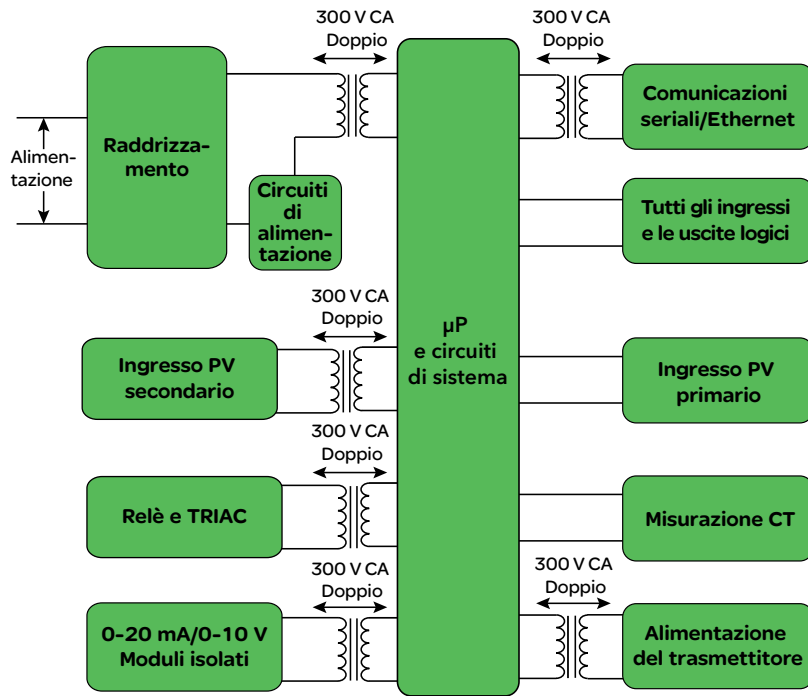 300 V CA
Doppio
300 V CA
Doppio
Alimen-
tazione
Raddrizza-
mento
Circuiti
di
alimen-
tazione
Comunicazioni
seriali/Ethernet
Tutti gli ingressi
e le uscite logici
300 V CA
Doppio
Ingresso PV
secondario
µP
e circuiti
di sistema
Ingresso PV
primario
300 V CA
Doppio
Relè e TRIAC
Misurazione CT
300 V CA
Doppio
300 V CA
Doppio
0-20 mA/0-10 V
Moduli isolati
Alimentazione
del trasmettitore